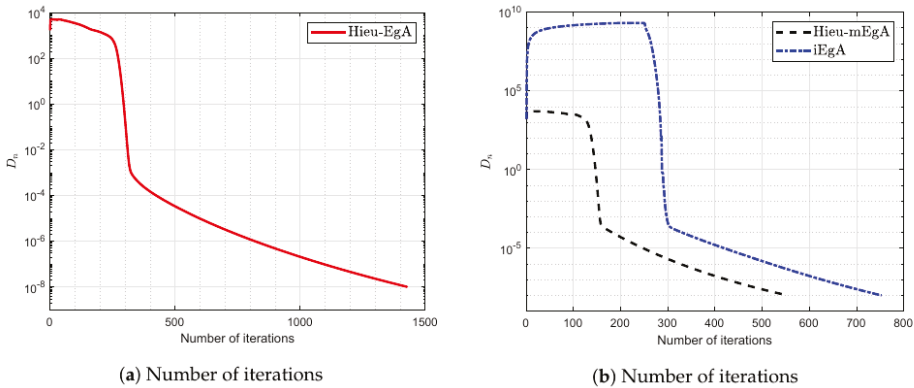 10^4
10^2
10^0
10^-2
10^-4
10^-6
10^-8
D_n
0
500
1000
1500
Number of iterations
Hieu-EgA
(a) Number of iterations
10^10
10^5
10^0
10^-5
D_n
0
100
200
300
400
500
600
700
800
Number of iterations
Hieu-mEgA
iEgA
(b) Number of iterations